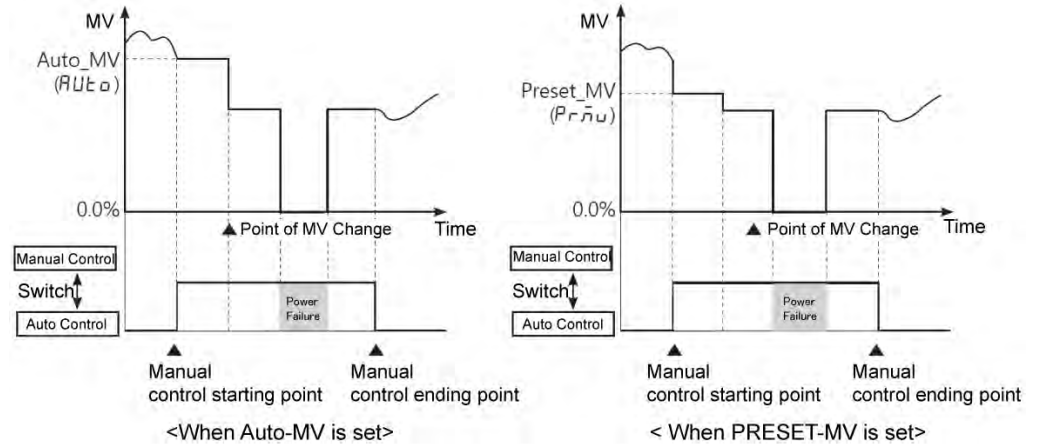 MV
Auto_MV
(AUto)
0.0%
Point of MV Change
Time
Manual Control
Switch
Auto Control
Power
Failure
Manual
control starting point
Manual
control ending point
<When Auto-MV is set>
MV
Preset_MV
(Prmv)
0.0%
Point of MV Change
Time
Manual Control
Switch
Auto Control
Power
Failure
Manual
control starting point
Manual
control ending point
< When PRESET-MV is set>